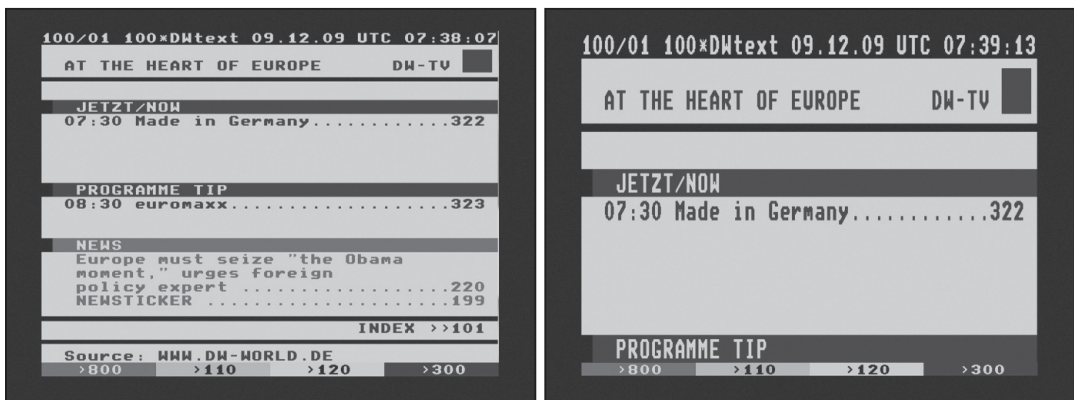 100/01 100*DWtext 09.12.09 UTC 07:38:07
AT THE HEART OF EUROPE DW-TV
JETZT/NOW
07:30 Made in Germany............322
PROGRAMME TIP
08:30 euromaxx...................323
NEWS
Europe must seize "the Obama
moment," urges foreign
policy expert ..................220
NEWSTICKER .....................199
INDEX >>101
Source: WWW.DW-WORLD.DE
>800 >110 >120 >300
100/01 100*DWtext 09.12.09 UTC 07:39:13
AT THE HEART OF EUROPE DW-TV
JETZT/NOW
07:30 Made in Germany............322
PROGRAMME TIP
>800 >110 >120 >300